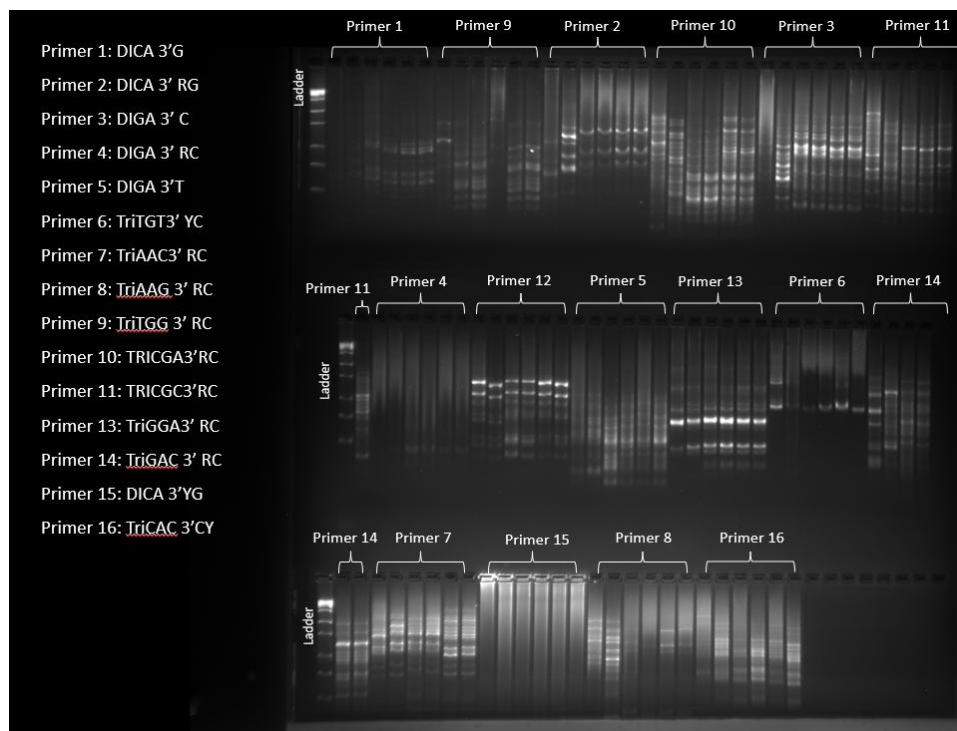 Primer 1: DICA 3’G
Primer 2: DICA 3’ RG
Primer 3: DIGA 3’ C
Primer 4: DIGA 3’ RC
Primer 5: DIGA 3’T
Primer 6: TriTGT3’ YC
Primer 7: TriAAC3’ RC
Primer 8: TriAAG 3’ RC
Primer 9: TriTGG 3’ RC
Primer 10: TRICGA3’RC
Primer 11: TRICGC3’RC
Primer 13: TriGGA3’ RC
Primer 14: TriGAC 3’ RC
Primer 15: DICA 3’YG
Primer 16: TriCAC 3’CY
Primer 1 Primer 9 Primer 2 Primer 10 Primer 3 Primer 11
Ladder
Primer 11 Primer 4 Primer 12 Primer 5 Primer 13 Primer 6 Primer 14
Ladder
Primer 14 Primer 7 Primer 15 Primer 8 Primer 16
Ladder